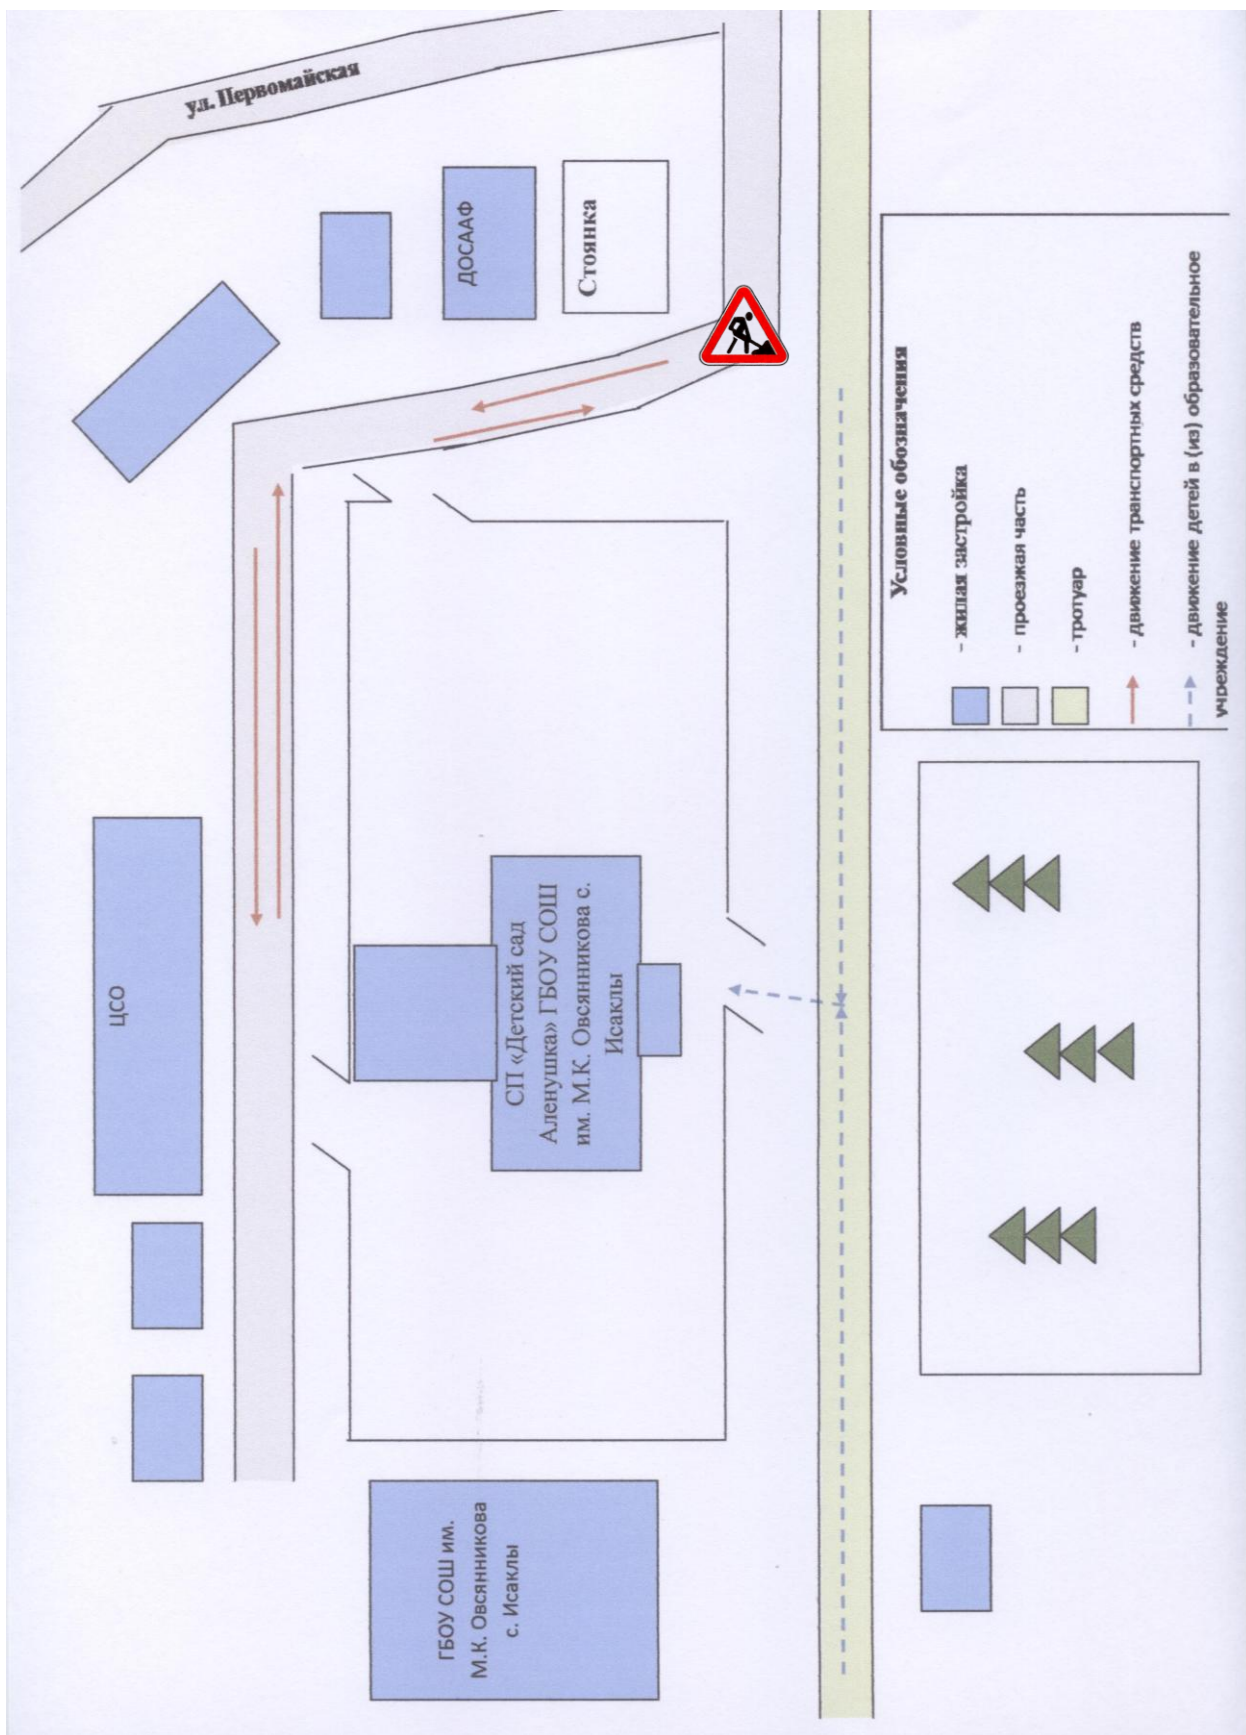 ул. Первомайская
ДОСААФ
Стоянка
ЦСО
СП «Детский сад
Аленушка» ГБОУ СОШ
им. М.К. Овсянникова с.
Исаклы
ГБОУ СОШ им.
М.К. Овсянникова
с. Исаклы
Условные обозначения
– жилая застройка
- проезжая часть
- тротуар
- движение транспортных средств
- движение детей в (из) образовательное
учреждение